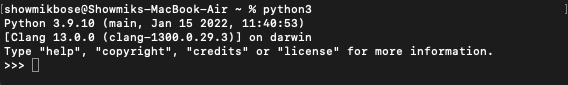 [showmikbose@Showmiks-MacBook-Air ~ % python3 ]
Python 3.9.10 (main, Jan 15 2022, 11:40:53)
[Clang 13.0.0 (clang-1300.0.29.3)] on darwin
Type "help", "copyright", "credits" or "license" for more information.
>>>